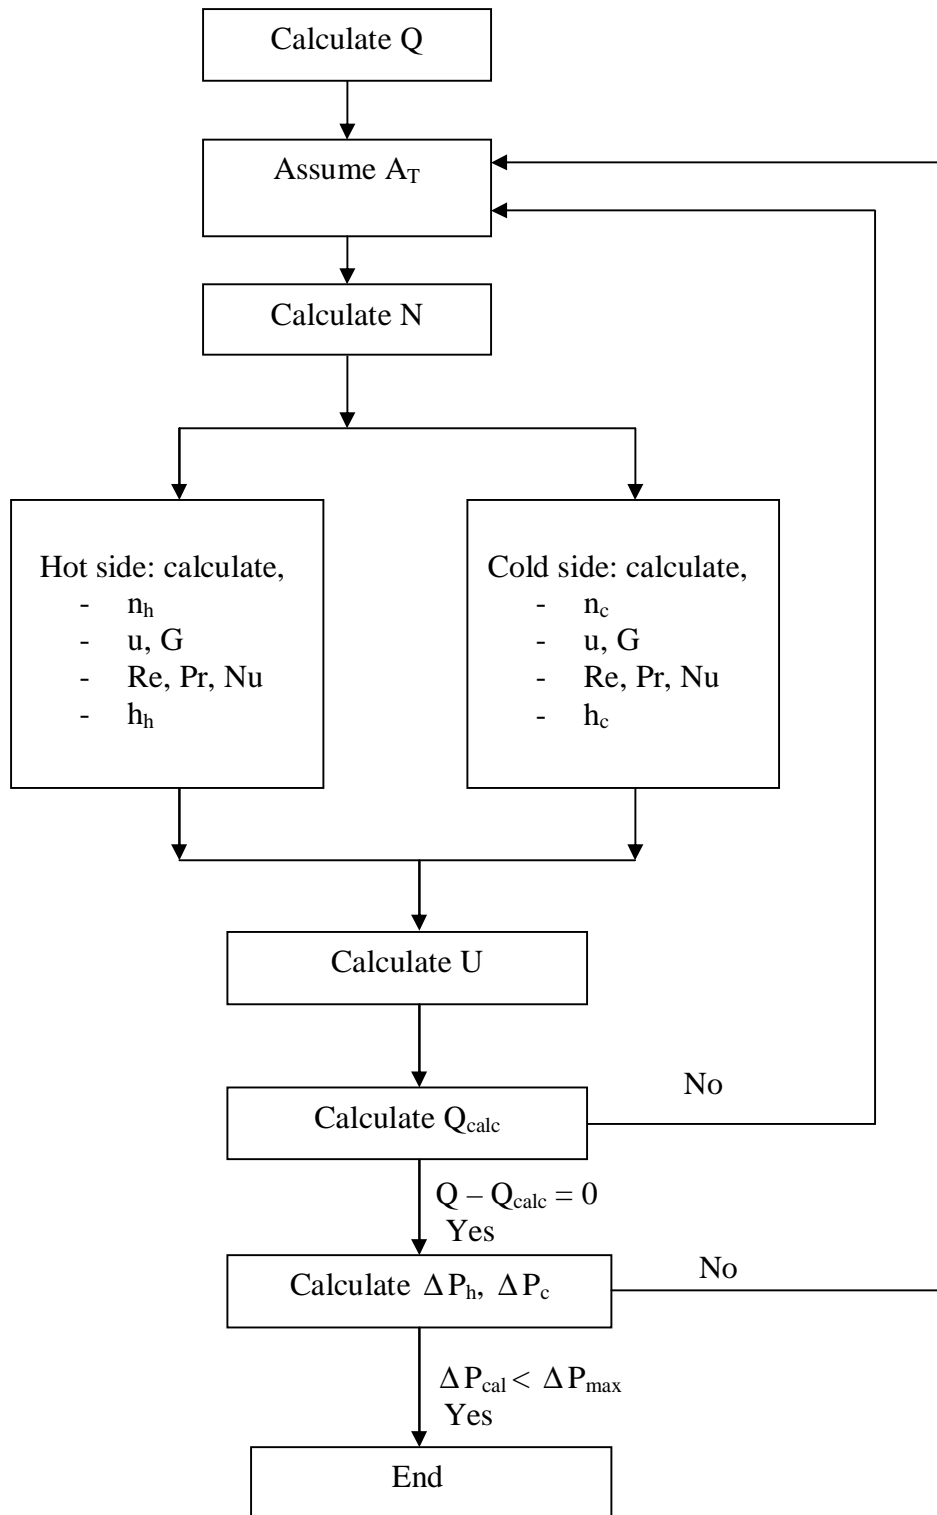 Calculate Q
Assume A_T
Calculate N
Hot side: calculate,
- n_h
- u, G
- Re, Pr, Nu
- h_h
Cold side: calculate,
- n_c
- u, G
- Re, Pr, Nu
- h_c
Calculate U
No
Calculate Q_calc
Q – Q_calc = 0
Yes
Calculate ΔP_h, ΔP_c
No
ΔP_cal < ΔP_max
Yes
End